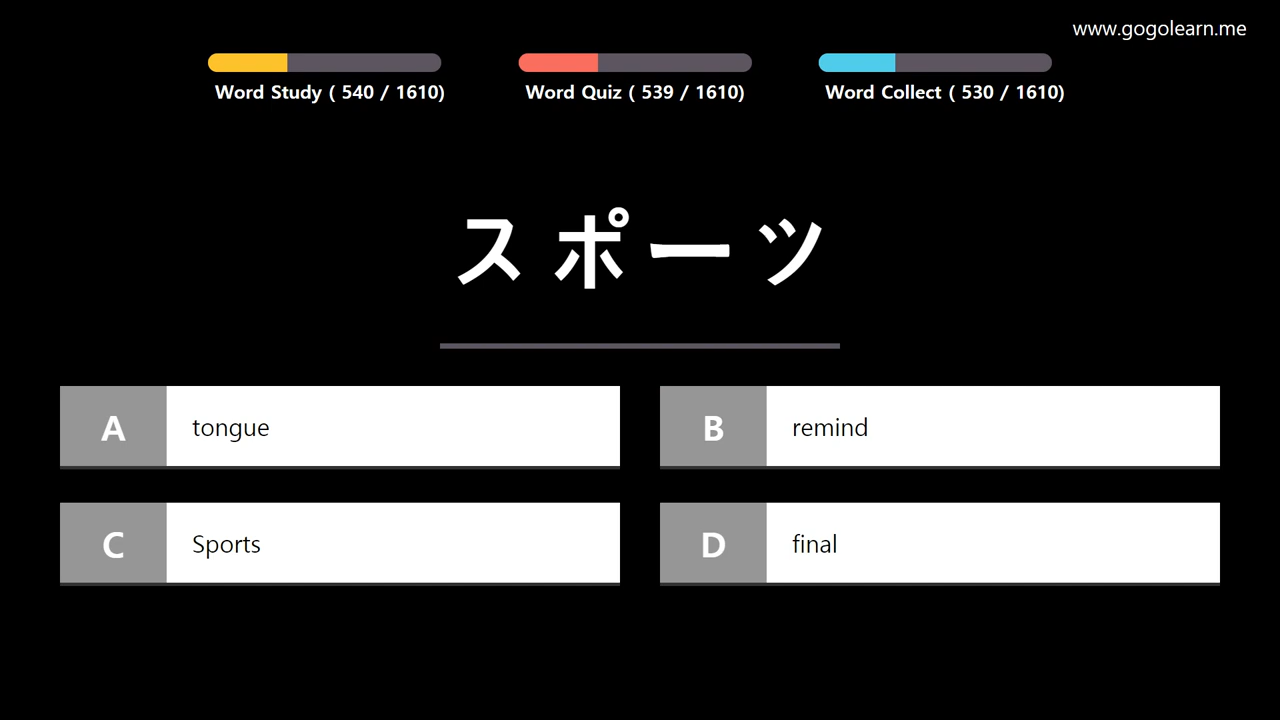 www.gogolearn.me
Word Study ( 540 / 1610)
Word Quiz ( 539 / 1610)
Word Collect ( 530 / 1610)
スポーツ
A tongue
B remind
C Sports
D final